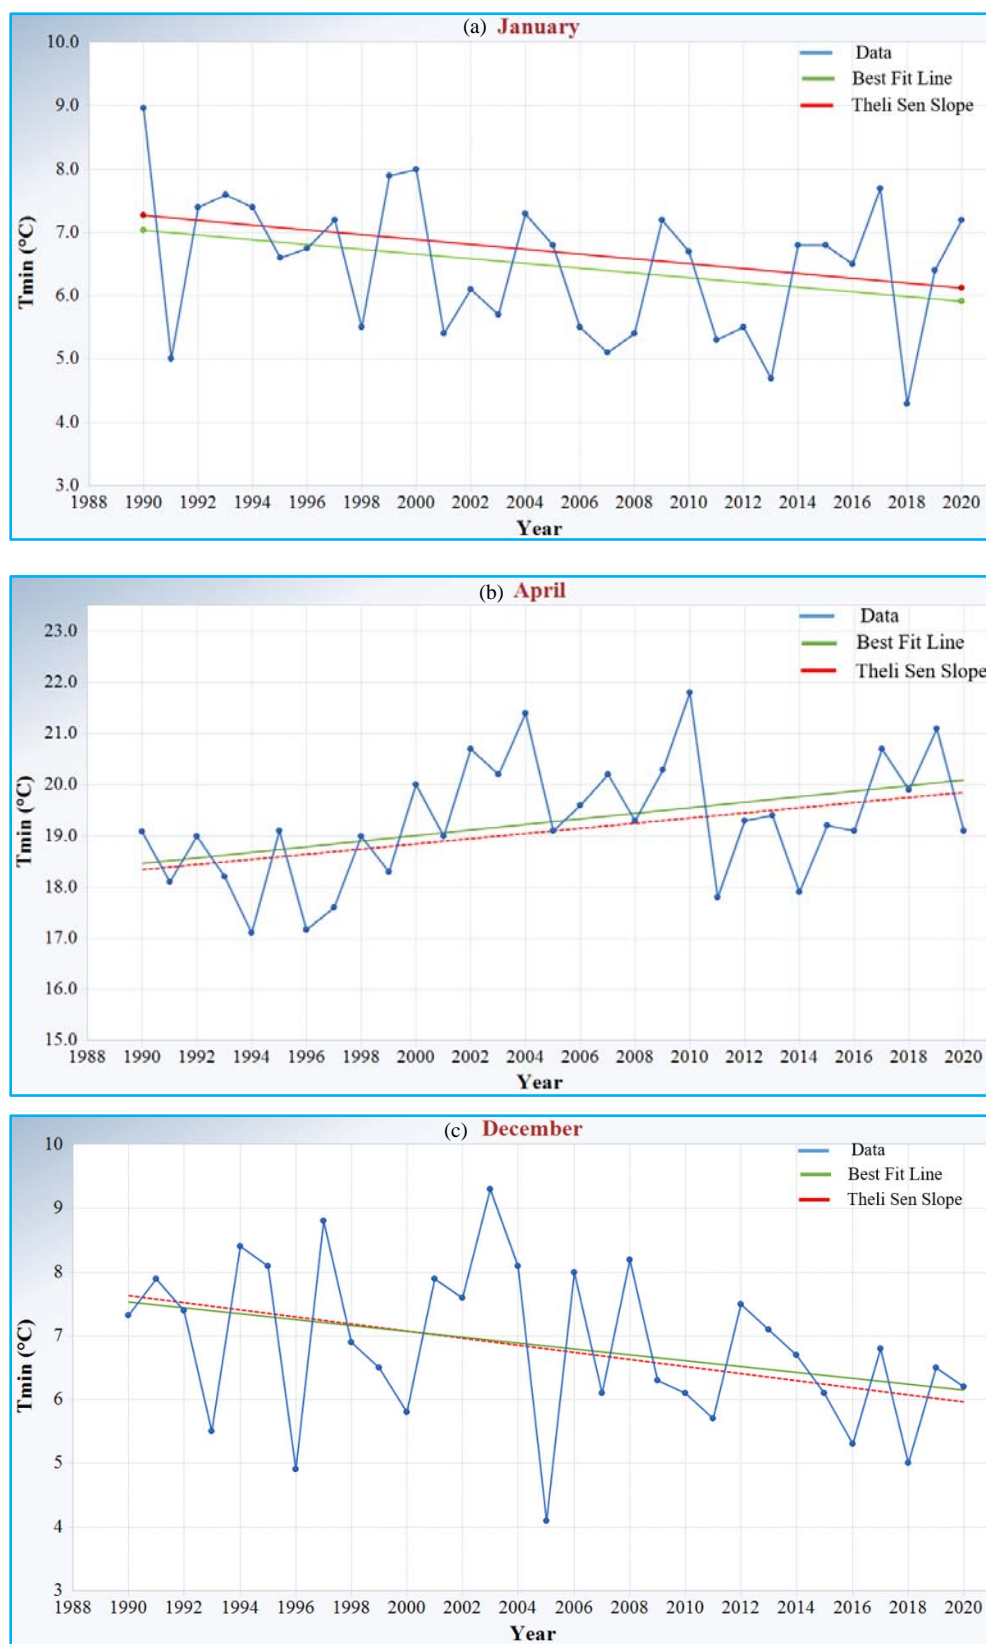 (a) January
10.0
9.0
8.0
7.0
6.0
5.0
4.0
3.0
Tmin (°C)
Data
Best Fit Line
Theli Sen Slope
1988 1990 1992 1994 1996 1998 2000 2002 2004 2006 2008 2010 2012 2014 2016 2018 2020
Year
(b) April
23.0
22.0
21.0
20.0
19.0
18.0
17.0
16.0
15.0
Tmin (°C)
Data
Best Fit Line
Theli Sen Slope
1988 1990 1992 1994 1996 1998 2000 2002 2004 2006 2008 2010 2012 2014 2016 2018 2020
Year
(c) December
10
9
8
7
6
5
4
3
Tmin (°C)
Data
Best Fit Line
Theli Sen Slope
1988 1990 1992 1994 1996 1998 2000 2002 2004 2006 2008 2010 2012 2014 2016 2018 2020
Year